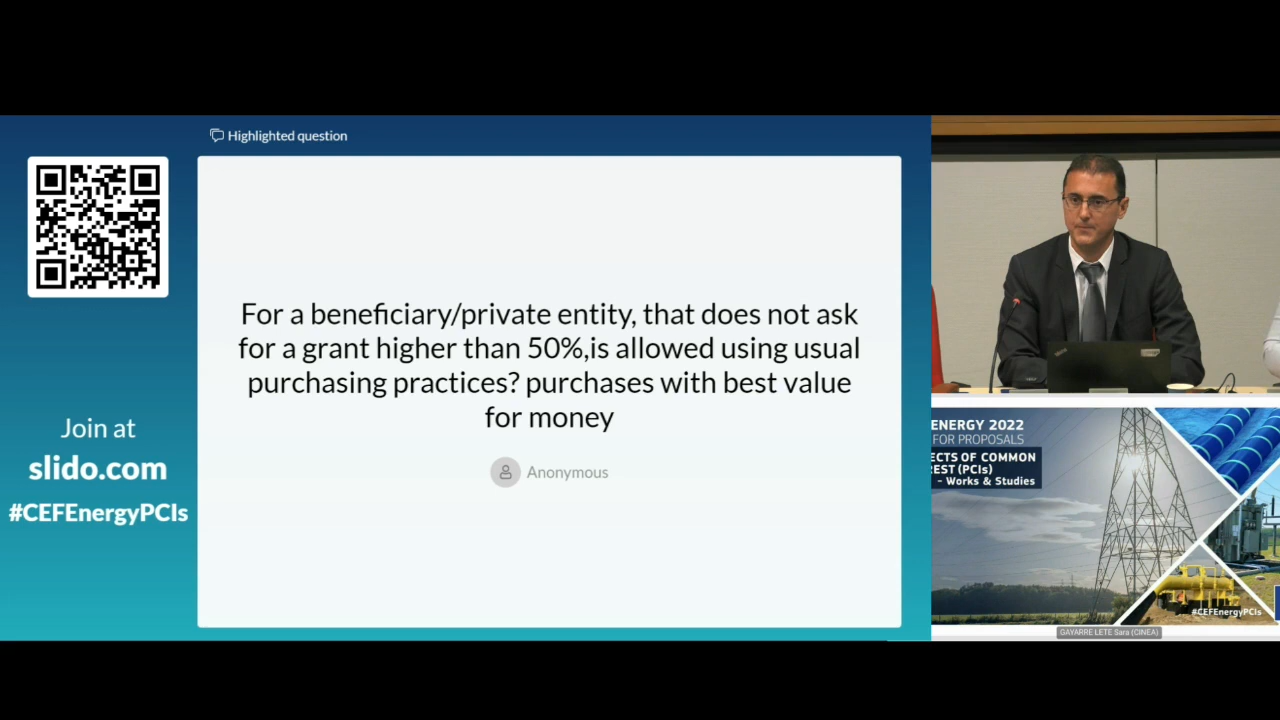 Highlighted question
For a beneficiary/private entity, that does not ask
for a grant higher than 50%,is allowed using usual
purchasing practices? purchases with best value
for money
Anonymous
Join at
slido.com
#CEFEnergyPCIs
ENERGY 2022
FOR PROPOSALS
ECTS OF COMMON
REST (PCIs)
- Works & Studies
#CEFEnergyPCIs
GAYARRE LETE Sara (CINEA)